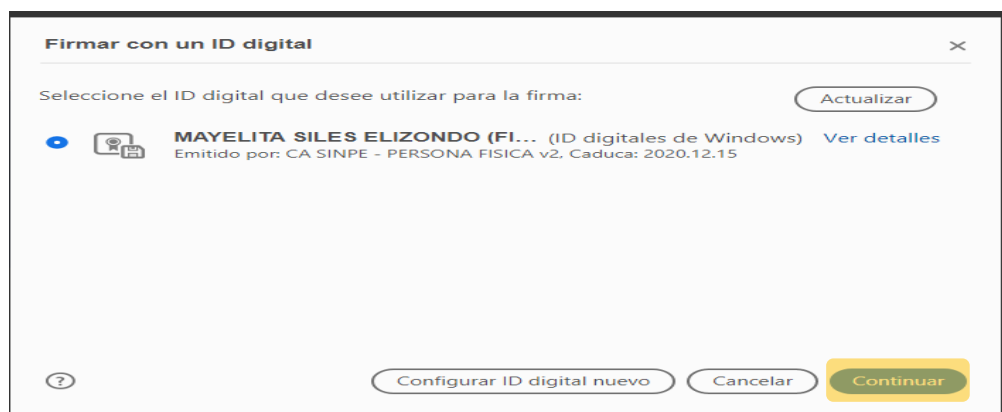 Firmar con un ID digital
Seleccione el ID digital que desee utilizar para la firma:
Actualizar
MAYELITA SILES ELIZONDO (FI... (ID digitales de Windows) Ver detalles
Emitido por: CA SINPE - PERSONA FISICA v2, Caduca: 2020.12.15
? Configurar ID digital nuevo Cancelar Continuar